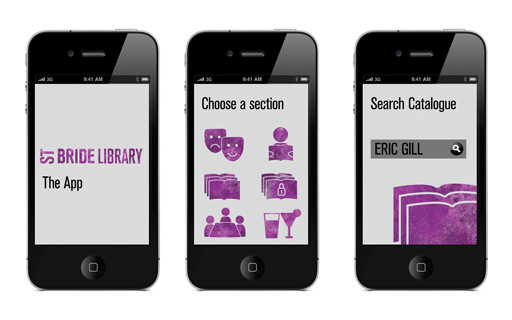 3G
9:41 AM
ST BRIDE LIBRARY
The App
3G
9:41 AM
Choose a section
3G
9:41 AM
Search Catalogue
ERIC GILL